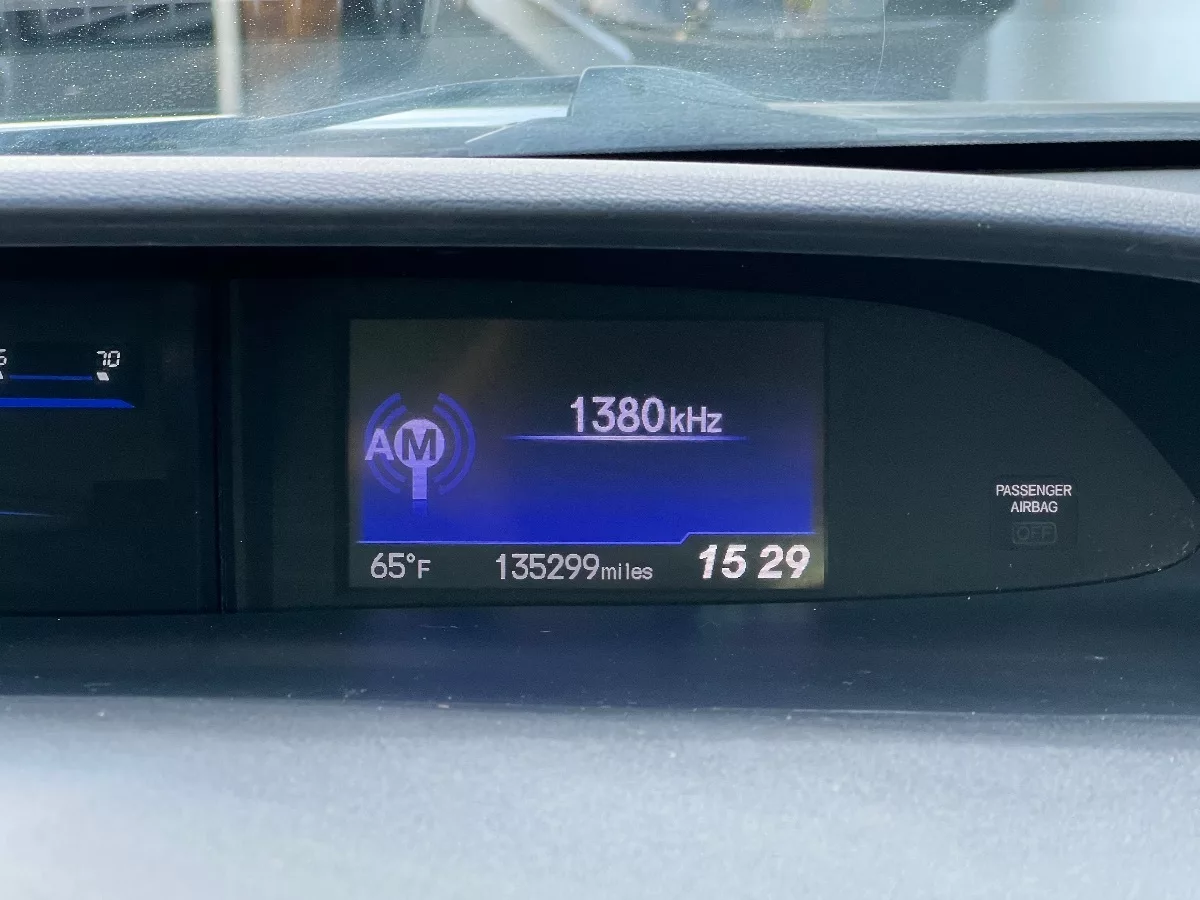 70
1380kHz
AM
PASSENGER
AIRBAG
OFF
65°F 135299miles 15 29